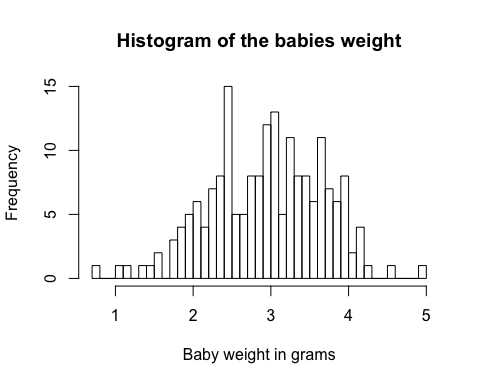 Histogram of the babies weight
Frequency
15
10
5
0
1 2 3 4 5
Baby weight in grams